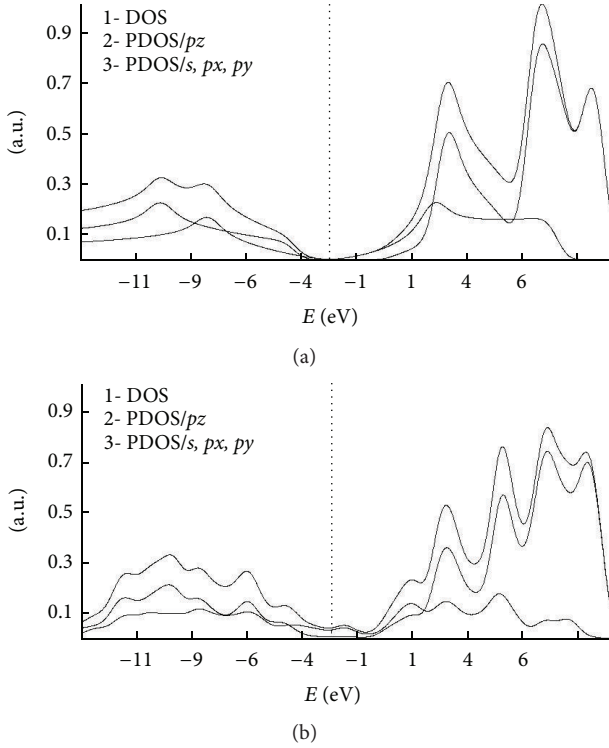 1- DOS
2- PDOS/pz
3- PDOS/s, px, py
0.9
0.7
0.5
0.3
0.1
(a.u.)
−11 −9 −6 −4 −1 1 4 6
E (eV)
(a)
1- DOS
2- PDOS/pz
3- PDOS/s, px, py
0.9
0.7
0.5
0.3
0.1
(a.u.)
−11 −9 −6 −4 −1 1 4 6
E (eV)
(b)